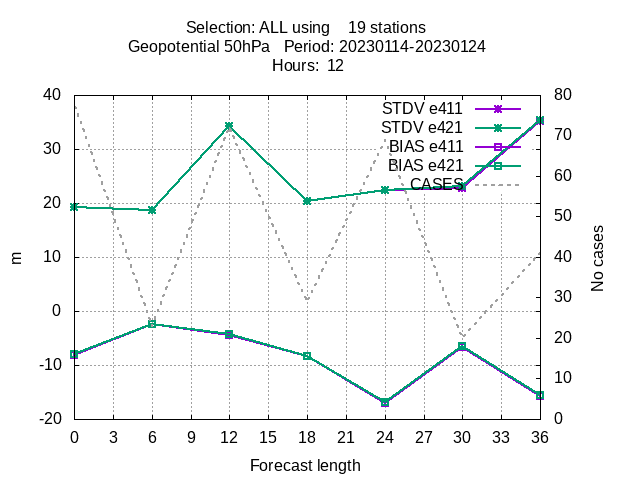 Selection: ALL using    19 stations
Geopotential 50hPa   Period: 20230114-20230124
Hours:  12
40
30
20
10
0
-10
-20
m
80
70
60
50
40
30
20
10
0
No cases
STDV e411
STDV e421
BIAS e411
BIAS e421
CASES
0 3 6 9 12 15 18 21 24 27 30 33 36
Forecast length